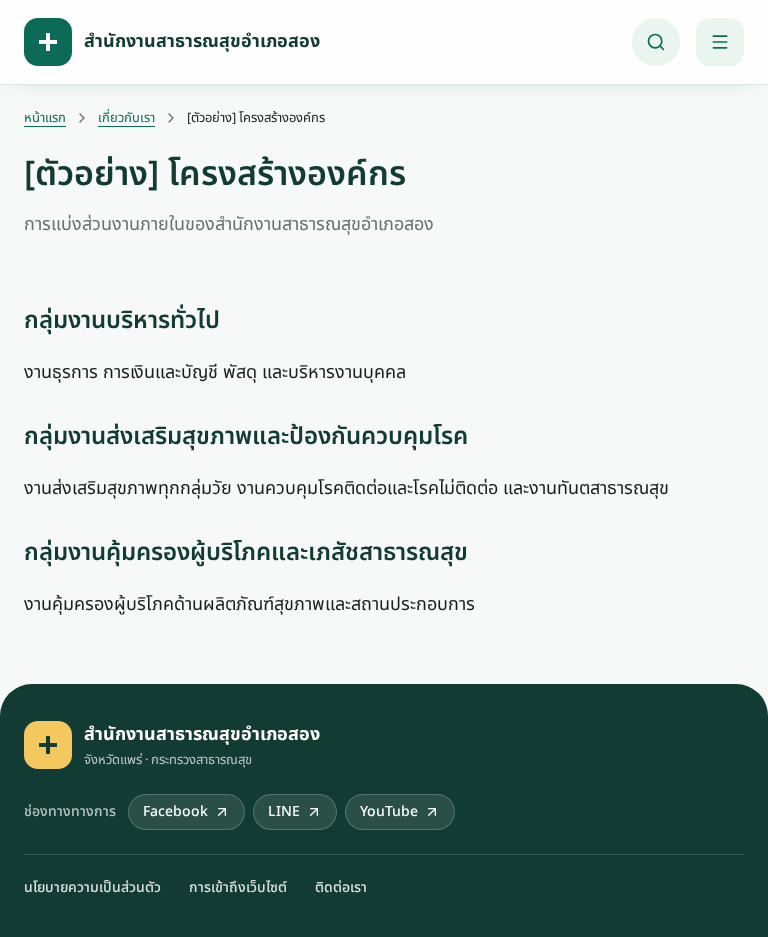 สำนักงานสาธารณสุขอำเภอสอง
หน้าแรก
เกี่ยวกับเรา
[ตัวอย่าง] โครงสร้างองค์กร
[ตัวอย่าง] โครงสร้างองค์กร
การแบ่งส่วนงานภายในของสำนักงานสาธารณสุขอำเภอสอง
กลุ่มงานบริหารทั่วไป
งานธุรการ การเงินและบัญชี พัสดุ และบริหารงานบุคคล
กลุ่มงานส่งเสริมสุขภาพและป้องกันควบคุมโรค
งานส่งเสริมสุขภาพทุกกลุ่มวัย งานควบคุมโรคติดต่อและโรคไม่ติดต่อ และงานทันตสาธารณสุข
กลุ่มงานคุ้มครองผู้บริโภคและเภสัชสาธารณสุข
งานคุ้มครองผู้บริโภคด้านผลิตภัณฑ์สุขภาพและสถานประกอบการ
สำนักงานสาธารณสุขอำเภอสอง
จังหวัดแพร่ · กระทรวงสาธารณสุข
ช่องทางทางการ
Facebook
LINE
YouTube
นโยบายความเป็นส่วนตัว
การเข้าถึงเว็บไซต์
ติดต่อเรา